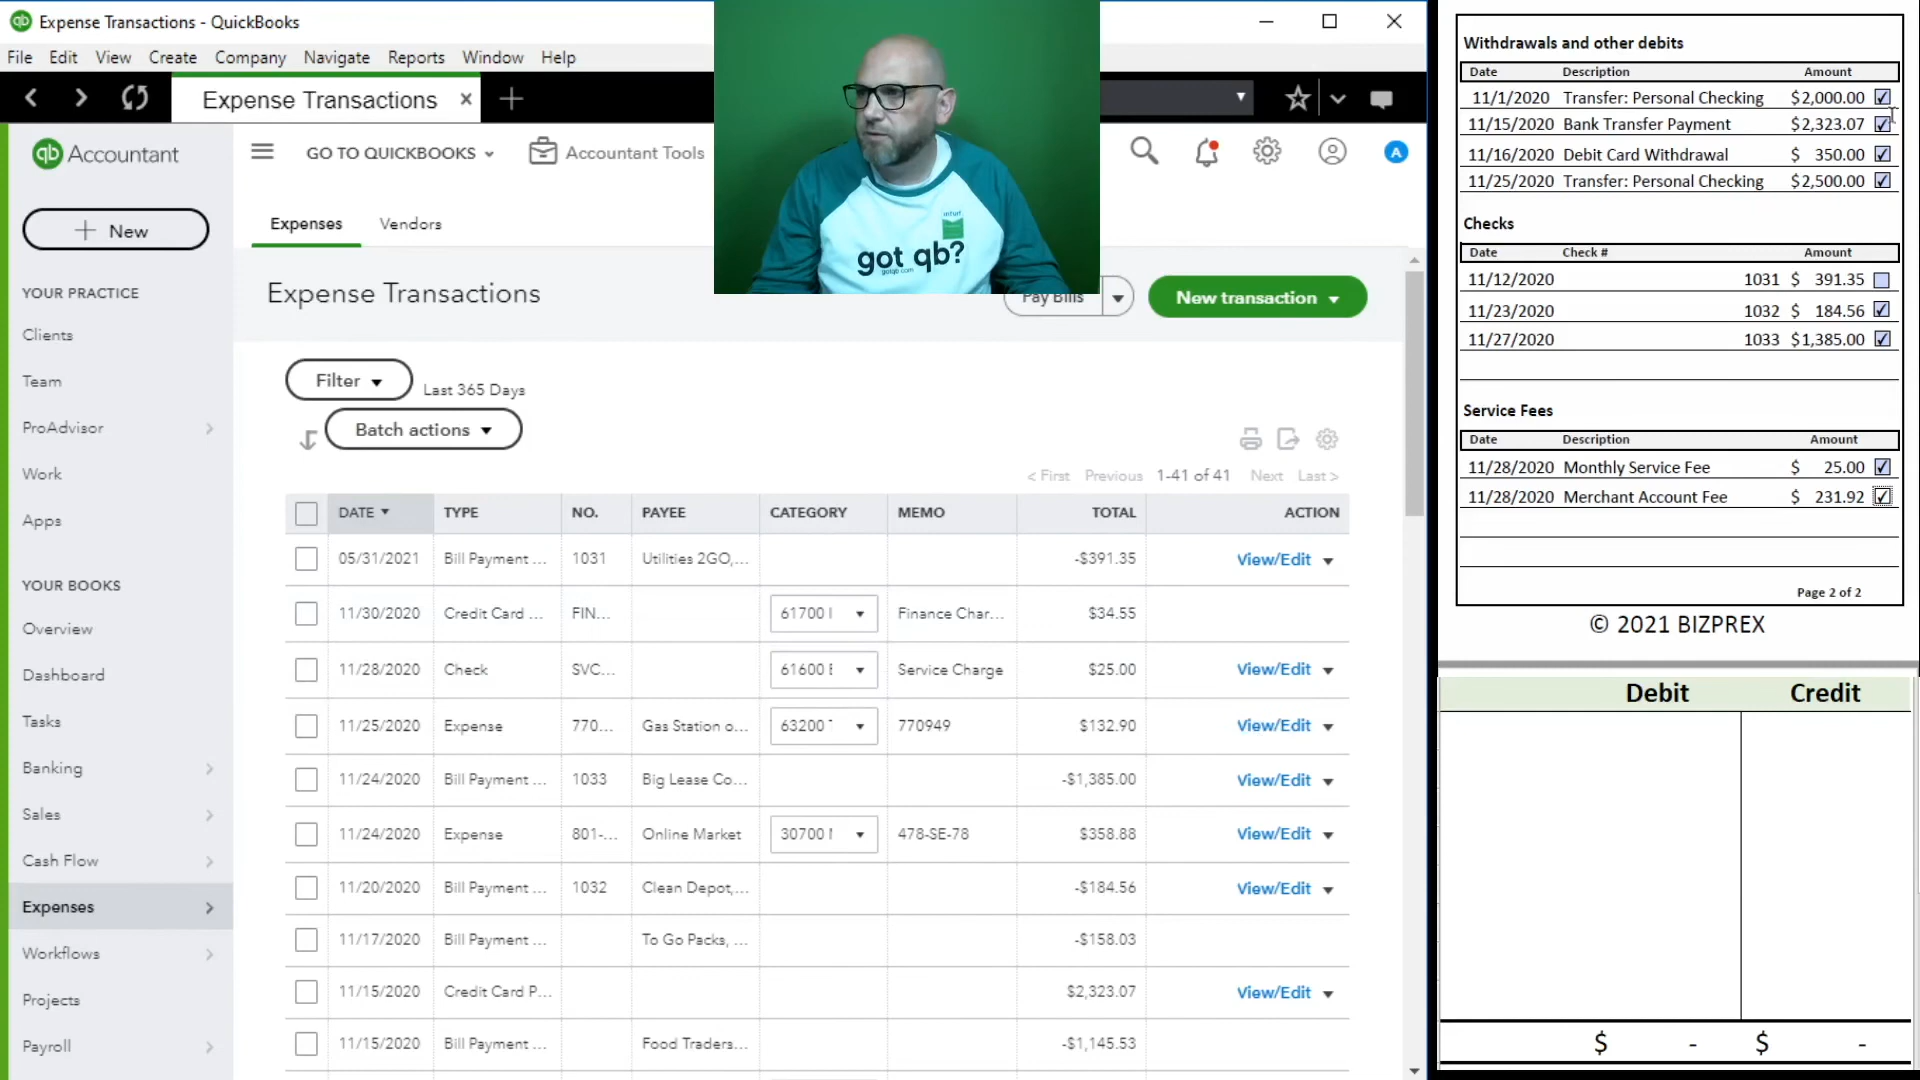 Expense Transactions - QuickBooks
File Edit View Create Company Navigate Reports Window Help
Expense Transactions
Accountant
GO TO QUICKBOOKS
Accountant Tools
A
New
Expenses Vendors
YOUR PRACTICE
Clients
Team
ProAdvisor
Work
Apps
YOUR BOOKS
Overview
Dashboard
Tasks
Banking
Sales
Cash Flow
Expenses
Workflows
Projects
Payroll
intuit
got qb?
gotqb.com
Expense Transactions
Pay Bills
New transaction
Filter
Last 365 Days
Batch actions
< First Previous 1-41 of 41 Next Last >
DATE TYPE NO. PAYEE CATEGORY MEMO TOTAL ACTION
05/31/2021 Bill Payment ... 1031 Utilities 2GO,... -$391.35 View/Edit
11/30/2020 Credit Card ... FIN... 61700 Finance Char... $34.55
11/28/2020 Check SVC... 61600 Service Charge $25.00 View/Edit
11/25/2020 Expense 770... Gas Station o... 63200 770949 $132.90 View/Edit
11/24/2020 Bill Payment ... 1033 Big Lease Co... -$1,385.00 View/Edit
11/24/2020 Expense 801-... Online Market 30700 478-SE-78 $358.88 View/Edit
11/20/2020 Bill Payment ... 1032 Clean Depot,... -$184.56 View/Edit
11/17/2020 Bill Payment ... To Go Packs, ... -$158.03
11/15/2020 Credit Card P... $2,323.07 View/Edit
11/15/2020 Bill Payment ... Food Traders... -$1,145.53
Withdrawals and other debits
Date Description Amount
11/1/2020 Transfer: Personal Checking $2,000.00
11/15/2020 Bank Transfer Payment $2,323.07
11/16/2020 Debit Card Withdrawal $ 350.00
11/25/2020 Transfer: Personal Checking $2,500.00
Checks
Date Check # Amount
11/12/2020 1031 $ 391.35
11/23/2020 1032 $ 184.56
11/27/2020 1033 $1,385.00
Service Fees
Date Description Amount
11/28/2020 Monthly Service Fee $ 25.00
11/28/2020 Merchant Account Fee $ 231.92
Page 2 of 2
© 2021 BIZPREX
Debit Credit
$ - $ -